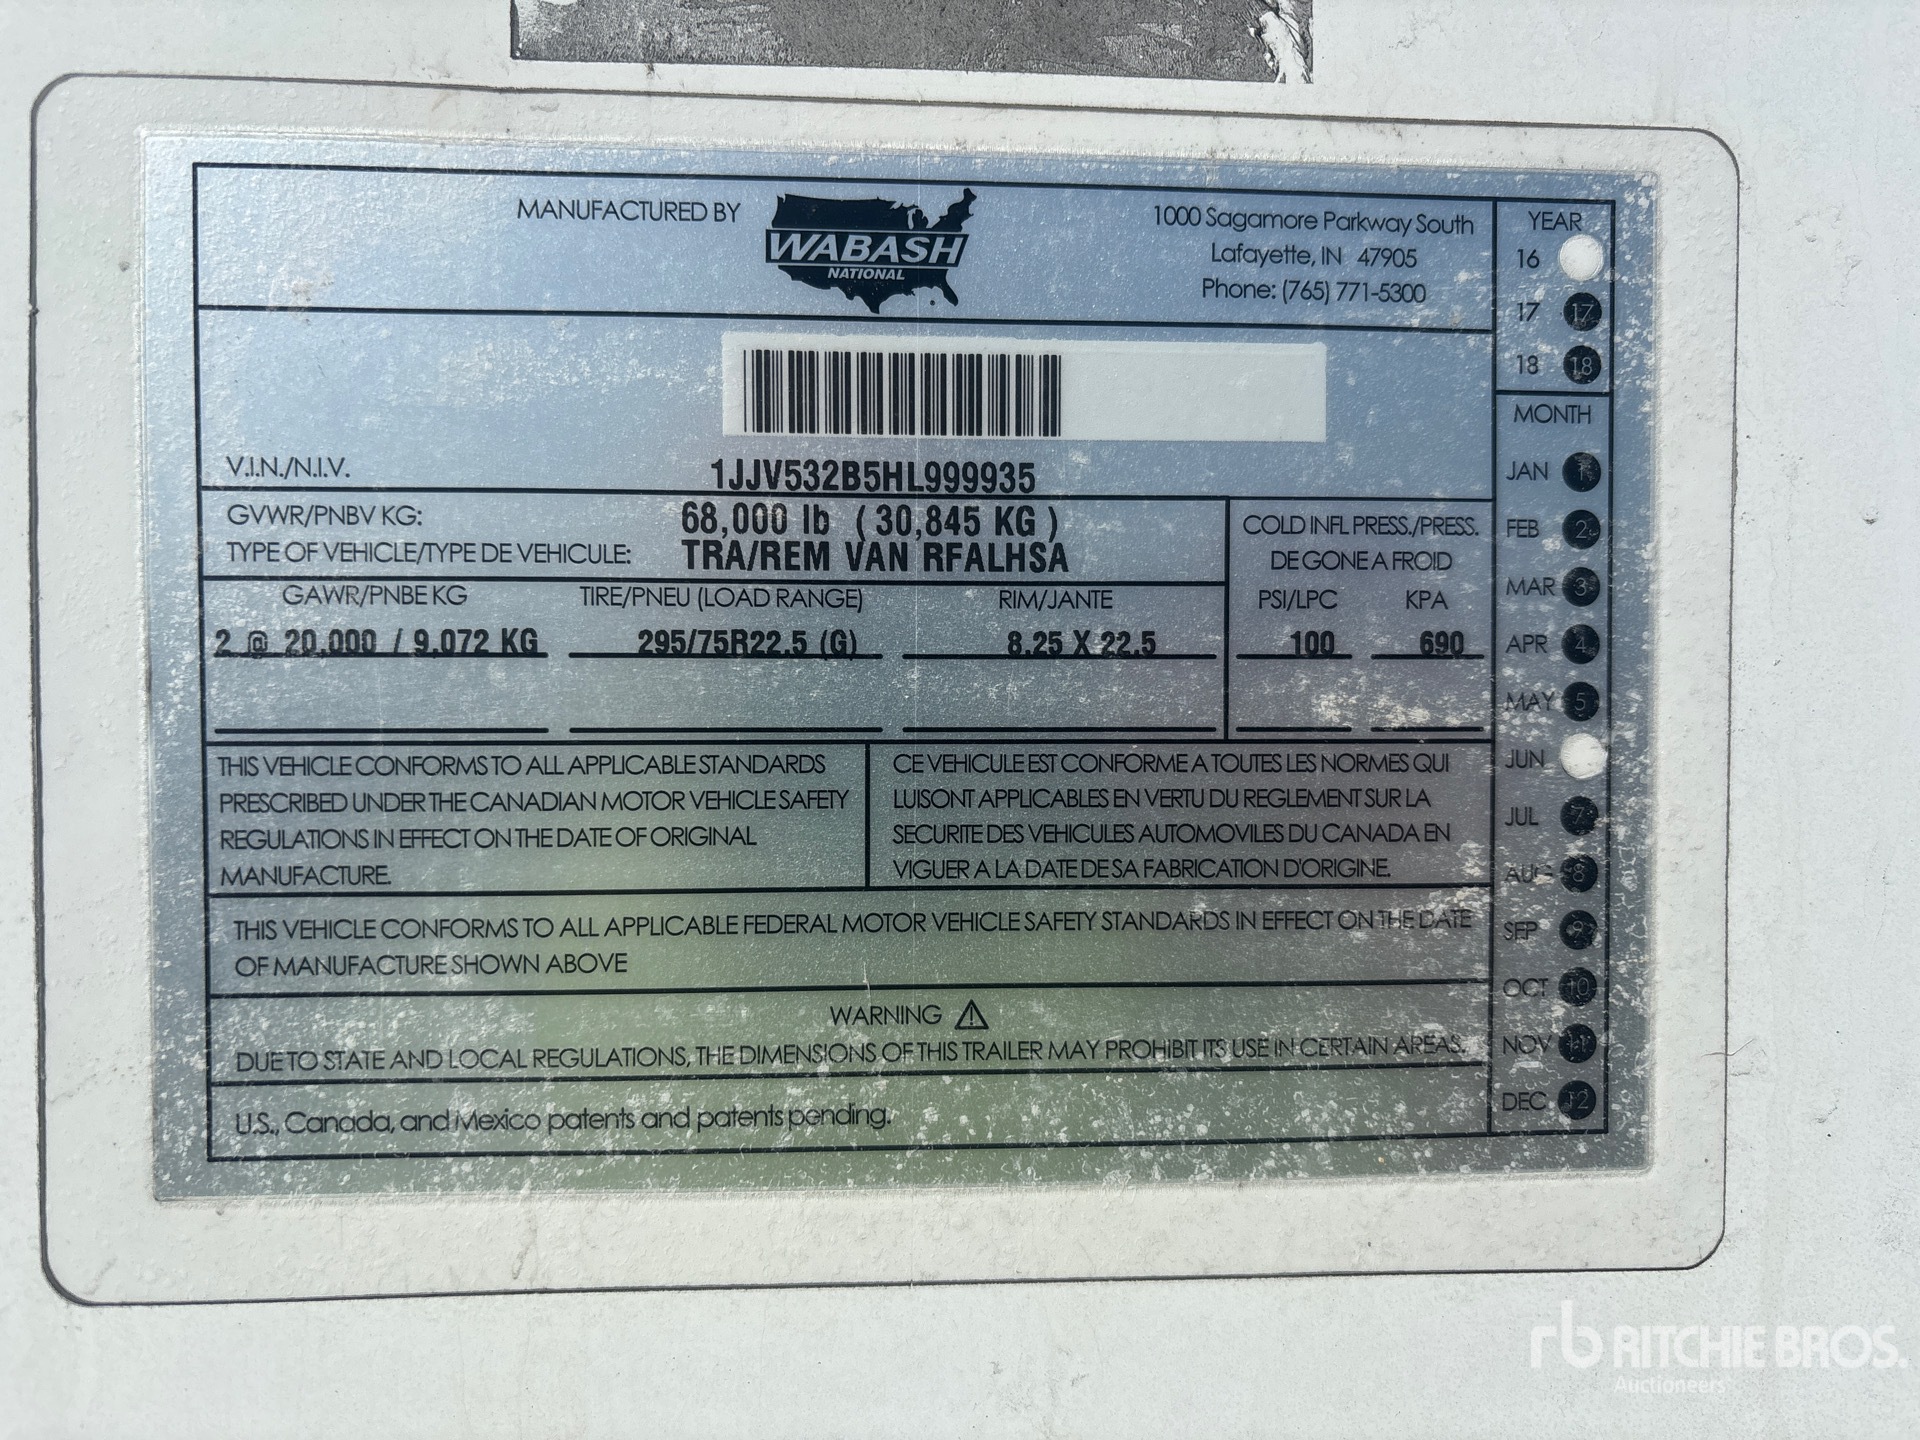 MANUFACTURED BY
WABASH
NATIONAL
1000 Sagamore Parkway South
Lafayette, IN 47905
Phone: (765) 771-5300
YEAR
16
17 17
18 18
V.I.N./N.I.V.
1JJV532B5HL999935
GVWR/PNBV KG:
68,000 lb ( 30,845 KG )
TYPE OF VEHICLE/TYPE DE VEHICULE:
TRA/REM VAN RFALHSA
COLD INFL PRESS./PRESS.
DE GONE A FROID
GAWR/PNBE KG
TIRE/PNEU (LOAD RANGE)
RIM/JANTE
PSI/LPC
KPA
2 @ 20,000 / 9,072 KG
295/75R22.5 (G)
8.25 X 22.5
100
690
MONTH
JAN 1
FEB 2
MAR 3
APR 4
MAY 5
JUN
JUL 7
AUG 8
SEP 9
OCT 10
NOV 11
DEC 12
THIS VEHICLE CONFORMS TO ALL APPLICABLE STANDARDS
PRESCRIBED UNDER THE CANADIAN MOTOR VEHICLE SAFETY
REGULATIONS IN EFFECT ON THE DATE OF ORIGINAL
MANUFACTURE.
CE VEHICULE EST CONFORME A TOUTES LES NORMES QUI
LUISONT APPLICABLES EN VERTU DU REGLEMENT SUR LA
SECURITE DES VEHICULES AUTOMOVILES DU CANADA EN
VIGUER A LA DATE DE SA FABRICATION D'ORIGINE.
THIS VEHICLE CONFORMS TO ALL APPLICABLE FEDERAL MOTOR VEHICLE SAFETY STANDARDS IN EFFECT ON THE DATE
OF MANUFACTURE SHOWN ABOVE
WARNING
DUE TO STATE AND LOCAL REGULATIONS, THE DIMENSIONS OF THIS TRAILER MAY PROHIBIT ITS USE IN CERTAIN AREAS.
U.S., Canada, and Mexico patents and patents pending.
rb RITCHIE BROS.
Auctioneers